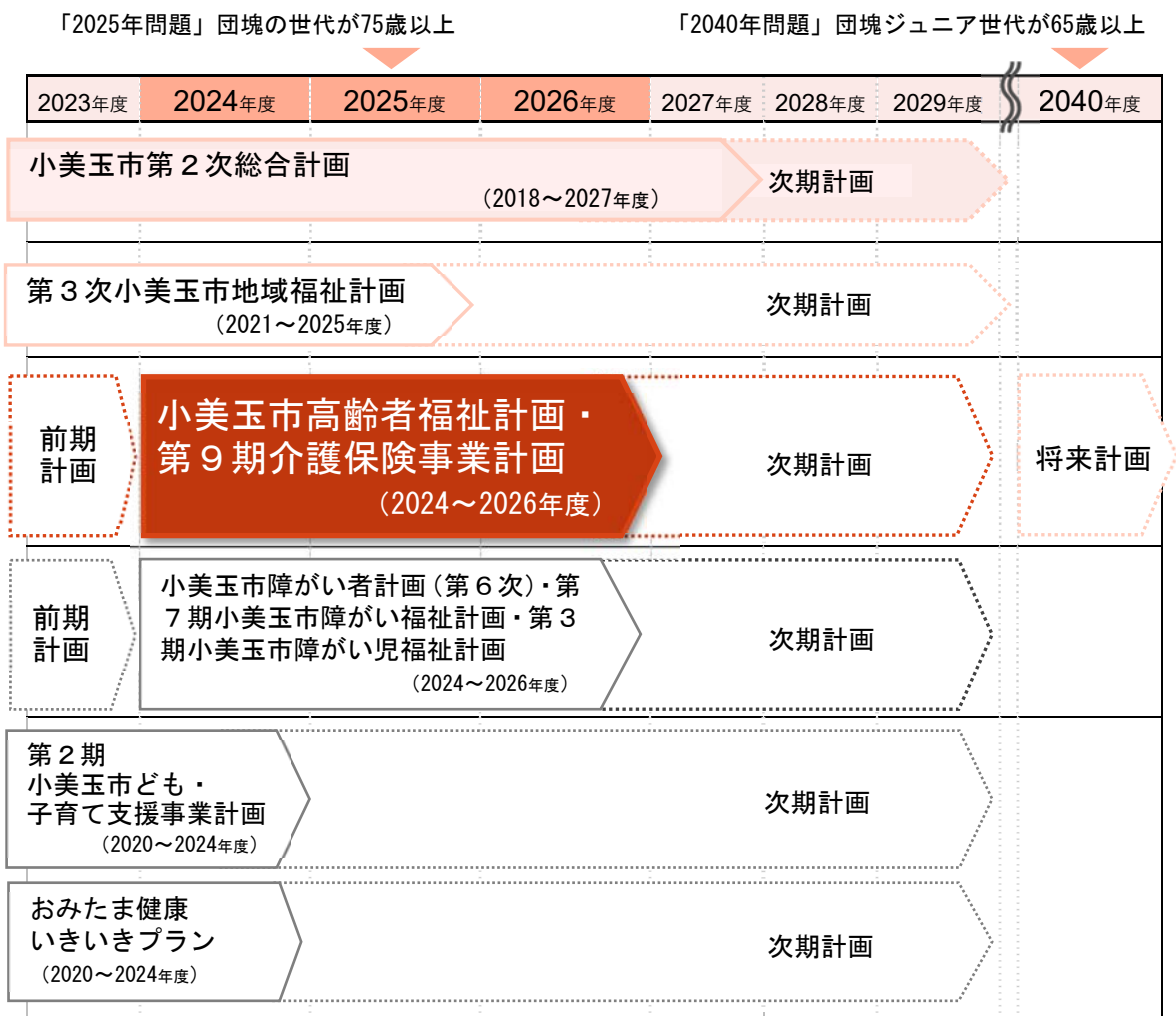 「2025年問題」団塊の世代が75歳以上
「2040年問題」団塊ジュニア世代が65歳以上
2023年度 2024年度 2025年度 2026年度 2027年度 2028年度 2029年度 2040年度
小美玉市第２次総合計画
（2018～2027年度）
次期計画
第３次小美玉市地域福祉計画
（2021～2025年度）
次期計画
前期
計画
小美玉市高齢者福祉計画・
第９期介護保険事業計画
（2024～2026年度）
次期計画
将来計画
前期
計画
小美玉市障がい者計画（第６次）・第
７期小美玉市障がい福祉計画・第３
期小美玉市障がい児福祉計画
（2024～2026年度）
次期計画
第２期
小美玉市ども・
子育て支援事業計画
（2020～2024年度）
次期計画
おみたま健康
いきいきプラン
（2020～2024年度）
次期計画